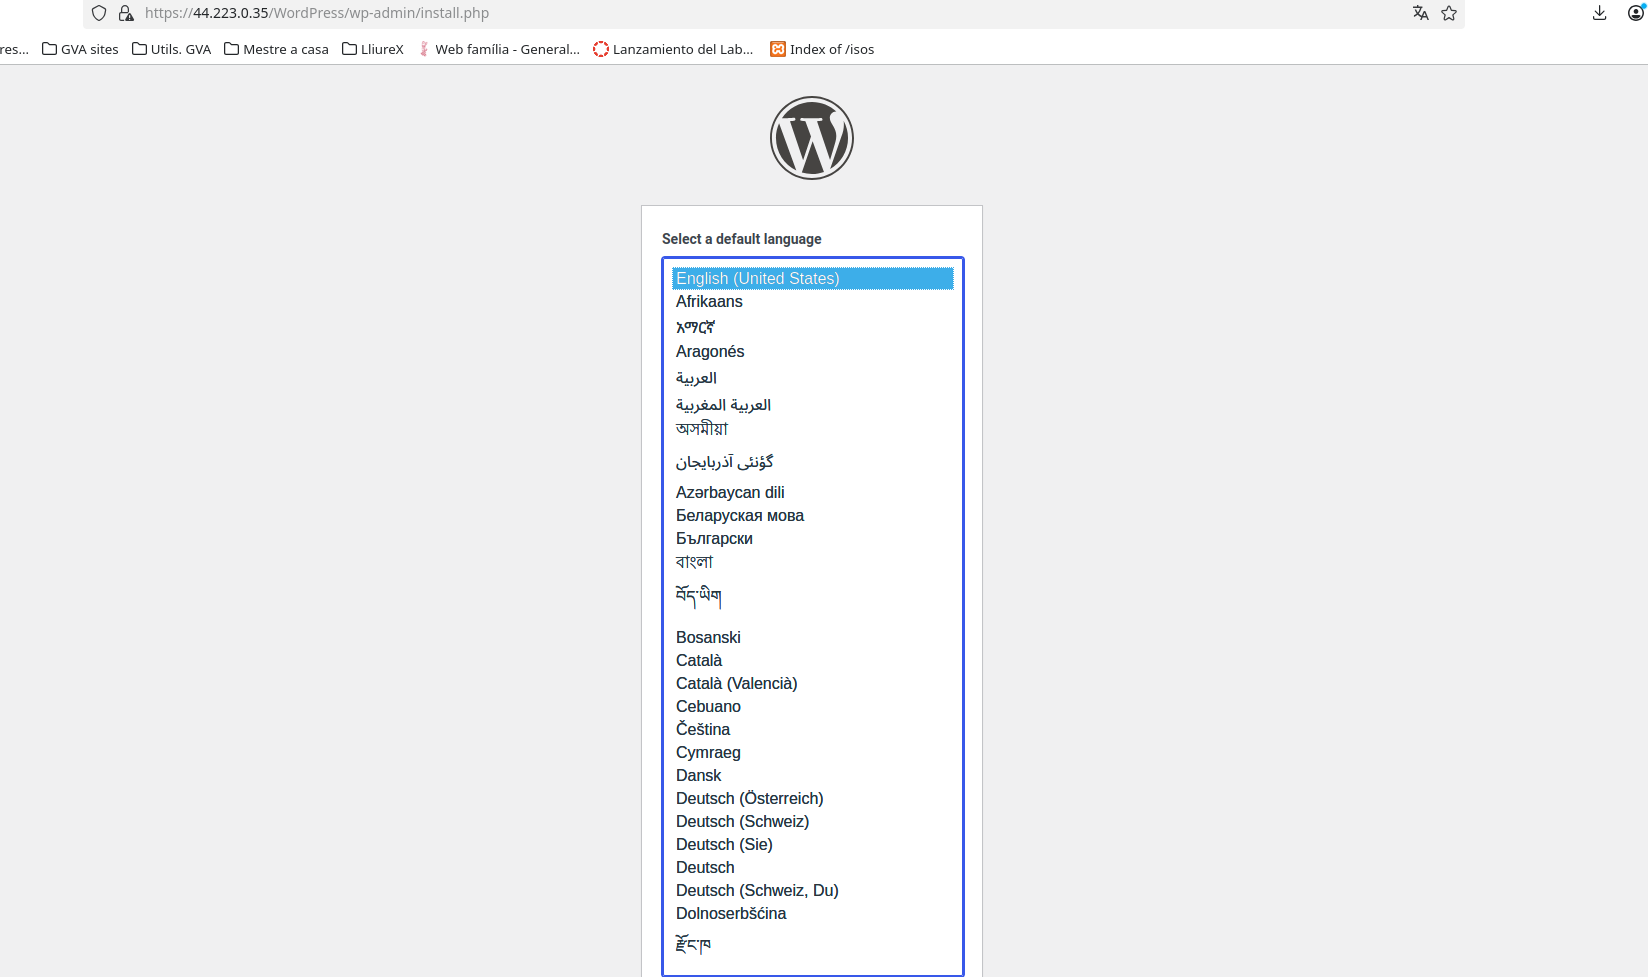 https://44.223.0.35/WordPress/wp-admin/install.php
res... GVA sites Utils. GVA Mestre a casa LliureX Web família - General... Lanzamiento del Lab... Index of /isos
Select a default language
English (United States)
Afrikaans
አማርኛ
Aragonés
العربية
العربية المغربية
অসমীয়া
گؤنئی آذربایجان
Azərbaycan dili
Беларуская мова
Български
বাংলা
བོད་ཡིག
Bosanski
Català
Català (Valencià)
Cebuano
Čeština
Cymraeg
Dansk
Deutsch (Österreich)
Deutsch (Schweiz)
Deutsch (Sie)
Deutsch
Deutsch (Schweiz, Du)
Dolnoserbšćina
རྫོང་ཁ